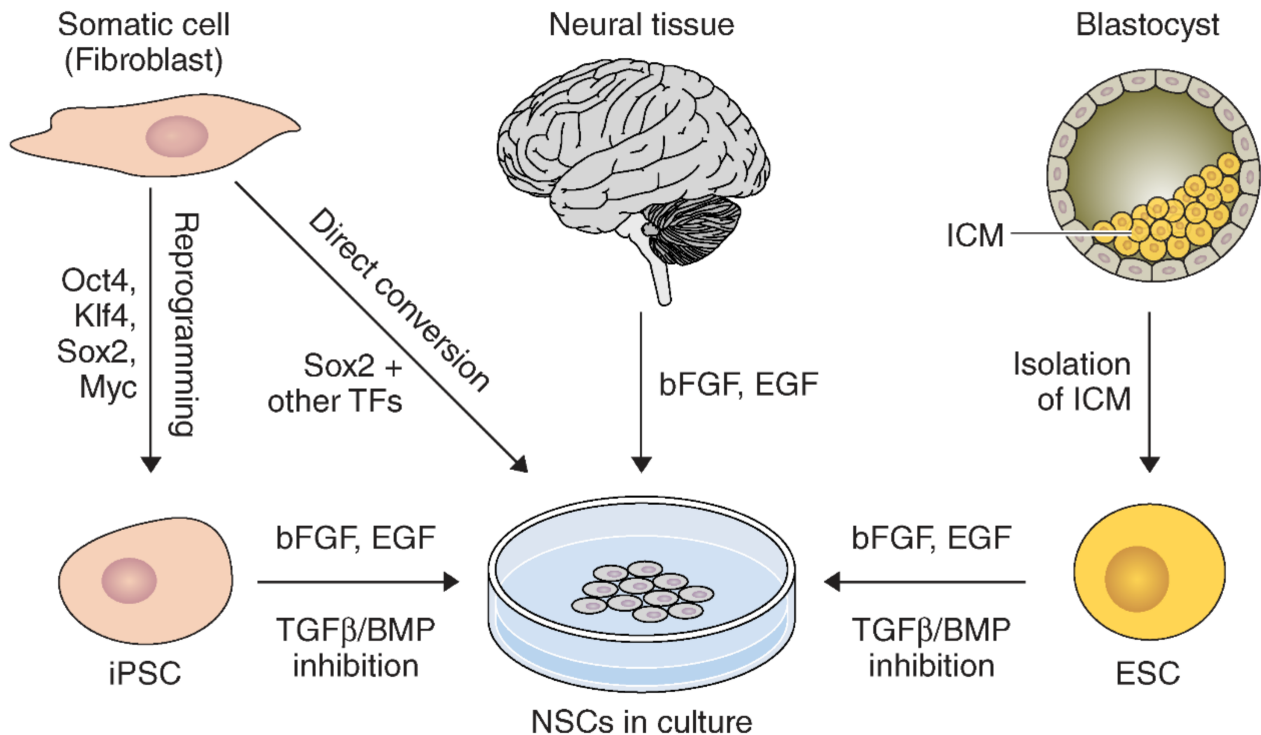 Somatic cell
(Fibroblast)
Neural tissue
Blastocyst
ICM
Reprogramming
Oct4,
Klf4,
Sox2,
Myc
Direct conversion
Sox2 +
other TFs
bFGF, EGF
Isolation
of ICM
bFGF, EGF
TGFβ/BMP
inhibition
bFGF, EGF
TGFβ/BMP
inhibition
iPSC
NSCs in culture
ESC